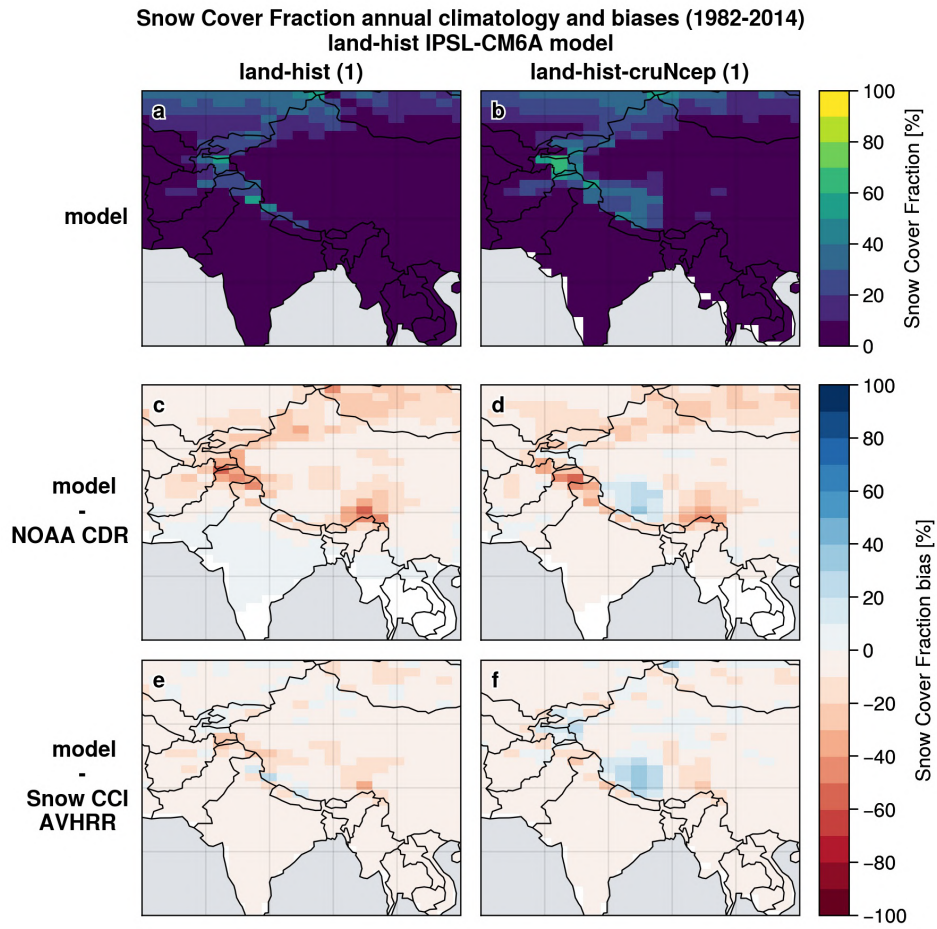 Snow Cover Fraction annual climatology and biases (1982-2014)
land-hist IPSL-CM6A model
land-hist (1)
land-hist-cruNcep (1)
a
b
model
100
80
60
40
20
0
Snow Cover Fraction [%]
c
d
model
-
NOAA CDR
e
f
model
-
Snow CCI
AVHRR
100
80
60
40
20
0
0
−20
−40
−60
−80
−100
Snow Cover Fraction bias [%]